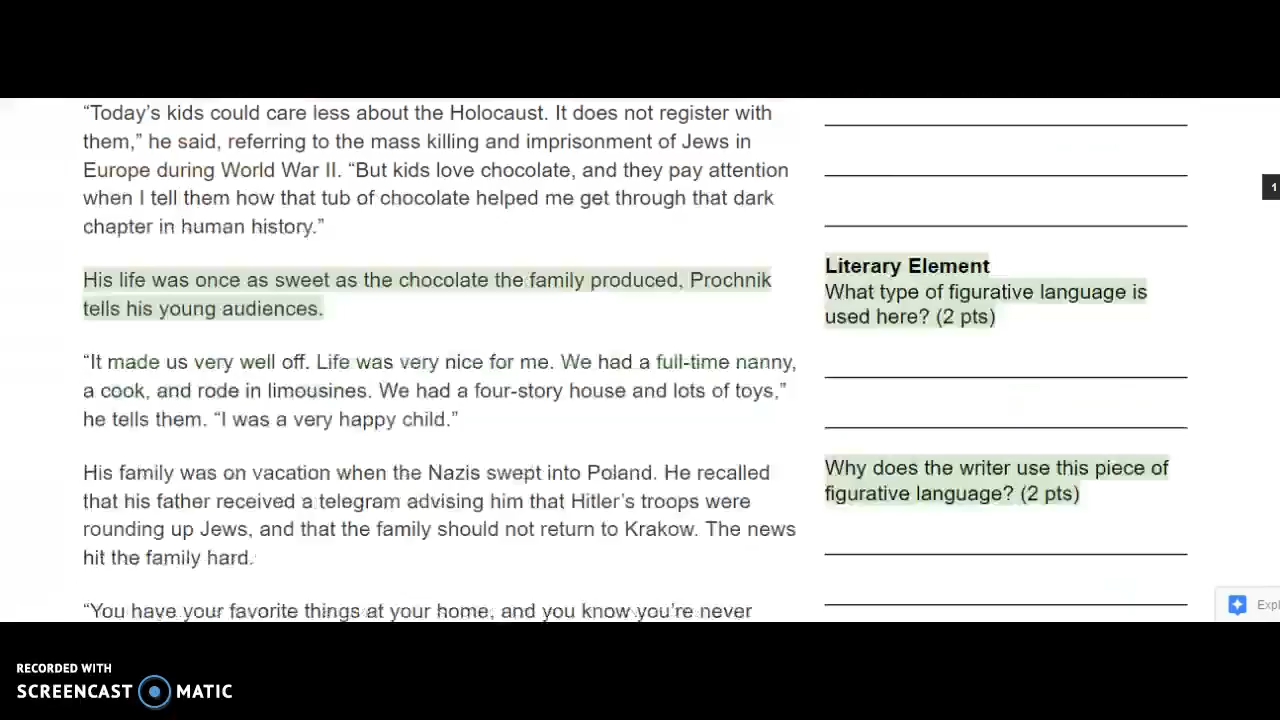 “Today’s kids could care less about the Holocaust. It does not register with
them,” he said, referring to the mass killing and imprisonment of Jews in
Europe during World War II. “But kids love chocolate, and they pay attention
when I tell them how that tub of chocolate helped me get through that dark
chapter in human history.”
His life was once as sweet as the chocolate the family produced, Prochnik
tells his young audiences.
“It made us very well off. Life was very nice for me. We had a full-time nanny,
a cook, and rode in limousines. We had a four-story house and lots of toys,”
he tells them. “I was a very happy child.”
His family was on vacation when the Nazis swept into Poland. He recalled
that his father received a telegram advising him that Hitler’s troops were
rounding up Jews, and that the family should not return to Krakow. The news
hit the family hard.
“You have your favorite things at your home, and you know you’re never
Literary Element
What type of figurative language is
used here? (2 pts)
Why does the writer use this piece of
figurative language? (2 pts)
1
Expl
RECORDED WITH
SCREENCAST MATIC